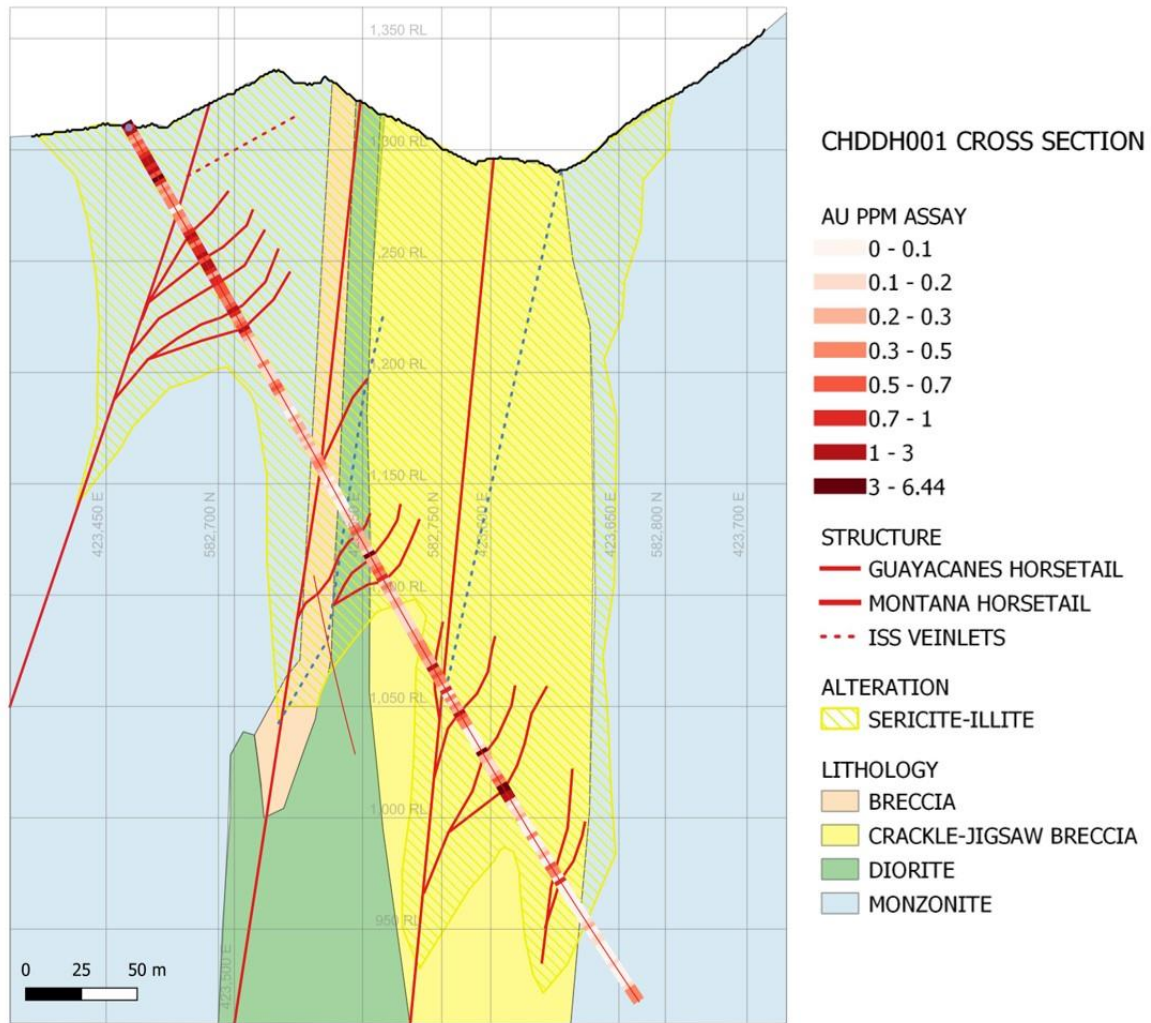 1,350 RL
1,300 RL
1,250 RL
1,200 RL
1,150 RL
1,050 RL
1,000 RL
950 RL
423,450 E
582,700 N
582,750 N
423,650 E
582,800 N
423,700 E
423,500 E
0 25 50 m
CHDDH001 CROSS SECTION
AU PPM ASSAY
0 - 0.1
0.1 - 0.2
0.2 - 0.3
0.3 - 0.5
0.5 - 0.7
0.7 - 1
1 - 3
3 - 6.44
STRUCTURE
GUAYACANES HORSETAIL
MONTANA HORSETAIL
ISS VEINLETS
ALTERATION
SERICITE-ILLITE
LITHOLOGY
BRECCIA
CRACKLE-JIGSAW BRECCIA
DIORITE
MONZONITE